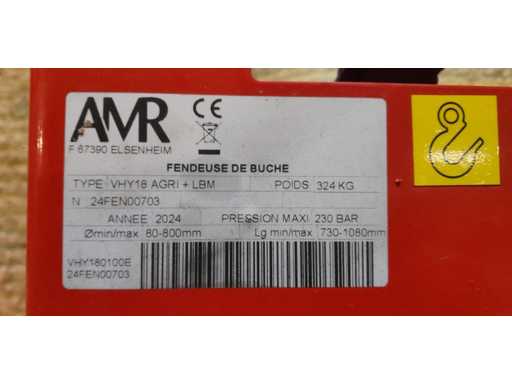 AMR CE
F 67390 ELSENHEIM
FENDEUSE DE BUCHE
TYPE VHY18 AGRI + LBM POIDS 324 KG
N 24FEN00703
ANNEE 2024 PRESSION MAXI 230 BAR
Ømin/max 80-800mm Lg min/max 730-1080mm
VHY180100E
24FEN00703